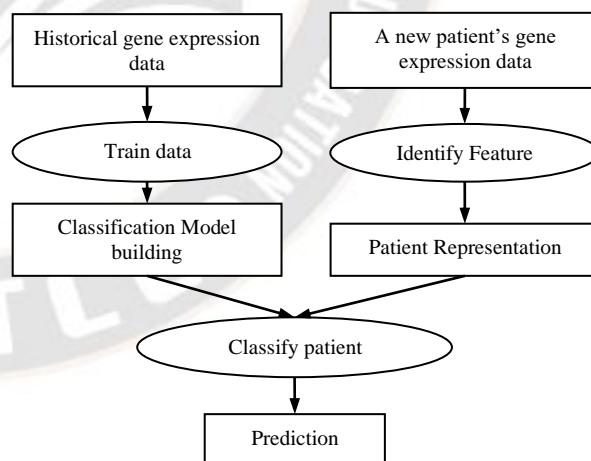 Historical gene expression
data
A new patient's gene
expression data
Train data
Identify Feature
Classification Model
building
Patient Representation
Classify patient
Prediction